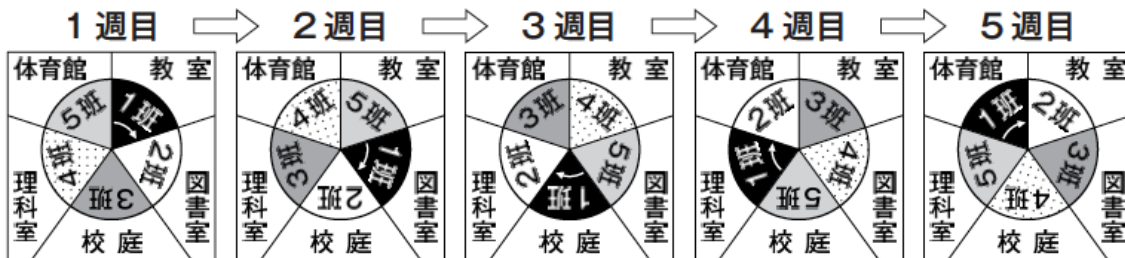 1週目 2週目 3週目 4週目 5週目
体育館 教室
5班 1班
4班 2班
3班
理科室 校庭 図書室
体育館 教室
4班 5班
3班 1班
2班
理科室 校庭 図書室
体育館 教室
3班 4班
2班 5班
1班
理科室 校庭 図書室
体育館 教室
2班 3班
1班 4班
5班
理科室 校庭 図書室
体育館 教室
1班 2班
5班 3班
4班
理科室 校庭 図書室